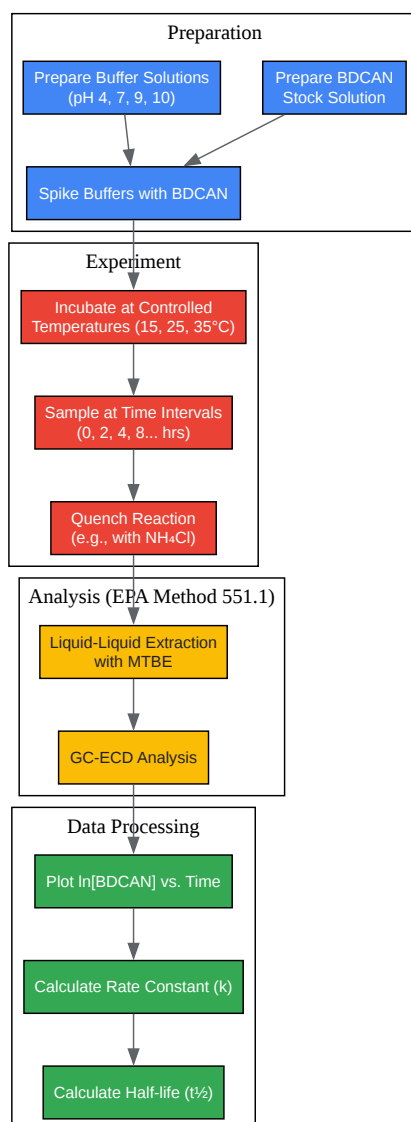 Preparation
Prepare Buffer Solutions
(pH 4, 7, 9, 10)
Prepare BDCAN
Stock Solution
Spike Buffers with BDCAN
Experiment
Incubate at Controlled
Temperatures (15, 25, 35°C)
Sample at Time Intervals
(0, 2, 4, 8... hrs)
Quench Reaction
(e.g., with NH₄Cl)
Analysis (EPA Method 551.1)
Liquid-Liquid Extraction
with MTBE
GC-ECD Analysis
Data Processing
Plot ln[BDCAN] vs. Time
Calculate Rate Constant (k)
Calculate Half-life (t½)